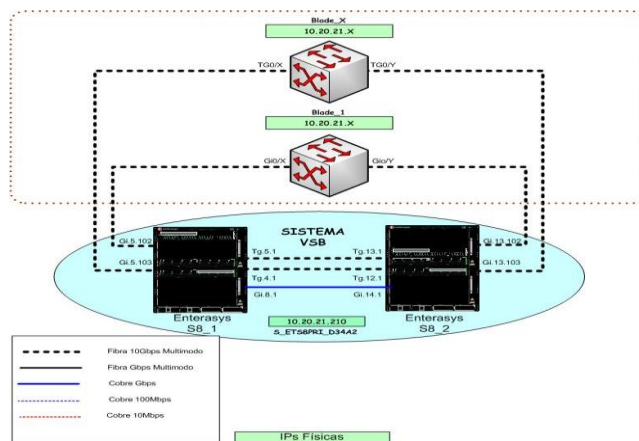 Blade_X
10.20.21.X
TG0/X
TG0/Y
Blade_1
10.20.21.X
Gi0/X
Gio/Y
SISTEMA
VSB
Gi.5.102
Tg.5.1
Tg.13.1
Gi.13.102
Gi.5.103
Gi.13.103
Tg.4.1
Tg.12.1
Gi.8.1
Gi.14.1
Enterasys
S8_1
Enterasys
S8_2
10.20.21.210
S_ETS8PRI_D34A2
Fibra 10Gbps Multimodo
Fibra Gbps Multimodo
Cobre Gbps
Cobre 100Mbps
Cobre 10Mbps
IPs Físicas